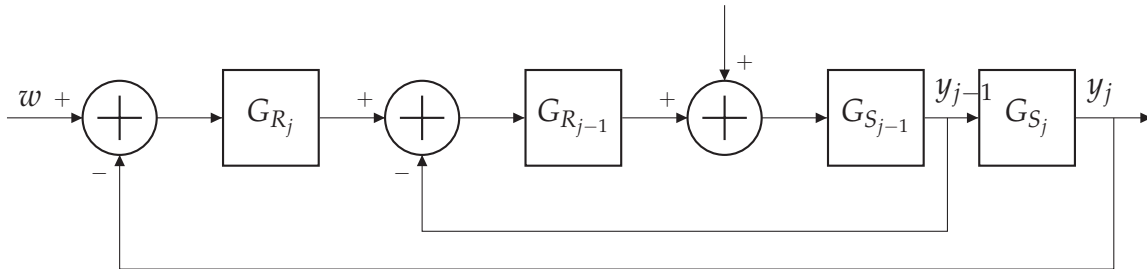 +
w + G_{R_j} + G_{R_{j-1}} + G_{S_{j-1}} y_{j-1} G_{S_j} y_j
− −